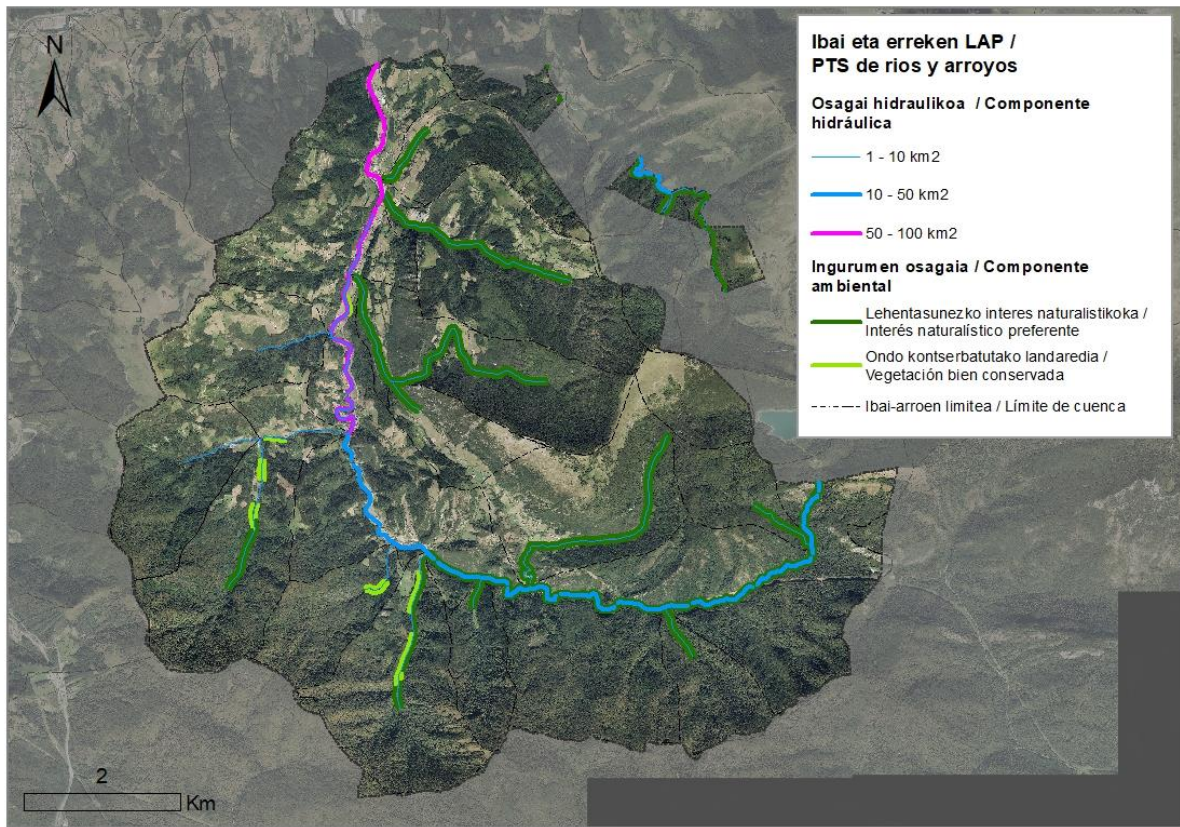 N
Ibai eta erreken LAP /
PTS de rios y arroyos
Osagai hidraulikoa / Componente
hidráulica
1 - 10 km2
10 - 50 km2
50 - 100 km2
Ingurumen osagaia / Componente
ambiental
Lehentasunezko interes naturalistikoka /
Interés naturalístico preferente
Ondo kontserbatutako landaredia /
Vegetación bien conservada
Ibai-arroen limitea / Límite de cuenca
2
Km